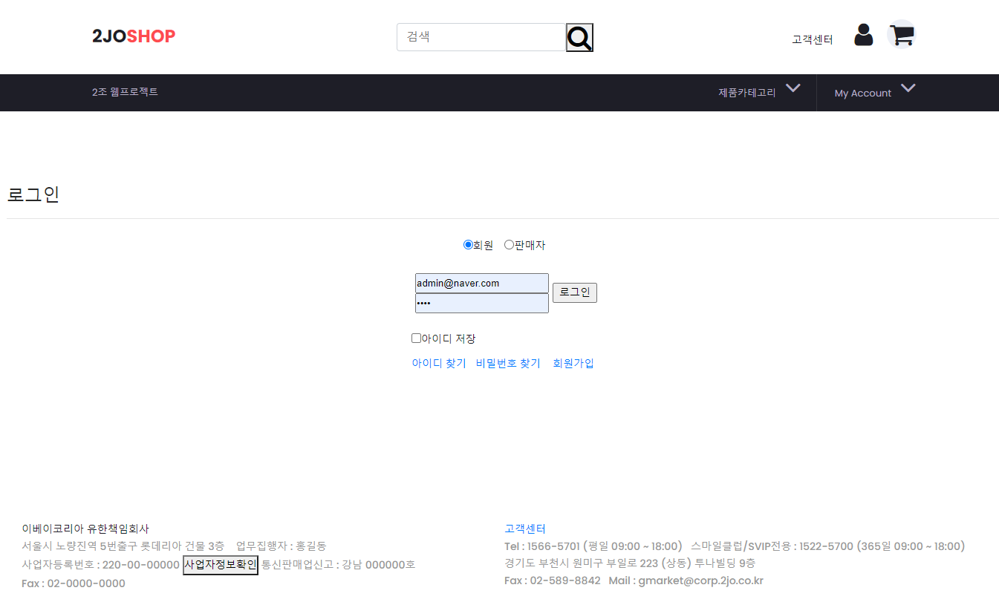 2JOSHOP
검색
고객센터
2조 웹프로젝트
제품카테고리
My Account
로그인
회원 판매자
admin@naver.com
••••
로그인
아이디 저장
아이디 찾기 비밀번호 찾기 회원가입
이베이코리아 유한책임회사
서울시 노량진역 5번출구 롯데리아 건물 3층 업무집행자 : 홍길동
사업자등록번호 : 220-00-00000 사업자정보확인 통신판매업신고 : 강남 000000호
Fax : 02-0000-0000
고객센터
Tel : 1566-5701 (평일 09:00 ~ 18:00) 스마일클럽/SVIP전용 : 1522-5700 (365일 09:00 ~ 18:00)
경기도 부천시 원미구 부일로 223 (상동) 투나빌딩 9층
Fax : 02-589-8842 Mail : gmarket@corp.2jo.co.kr